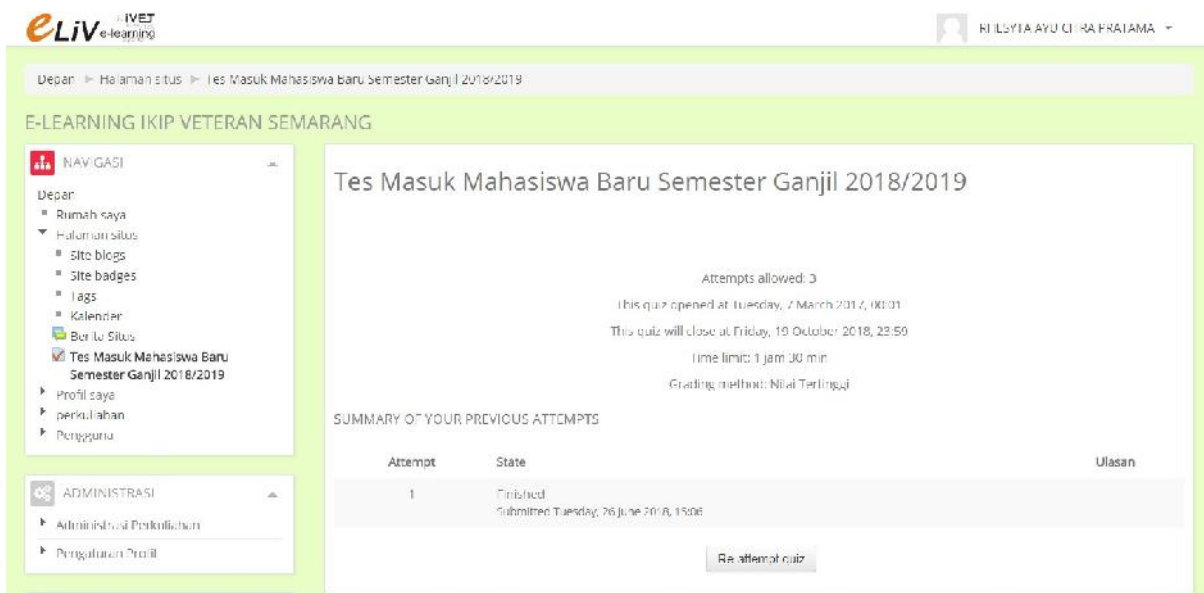 eLiV e-learning IVET
AYU CITRA PRATAMA
Depan Halaman situs Tes Masuk Mahasiswa Baru Semester Ganjil 2018/2019
E-LEARNING IKIP VETERAN SEMARANG
NAVIGASI
Depan
Rumah saya
Halaman situs
Site blogs
Site badges
Tags
Kalender
Berita Situs
Tes Masuk Mahasiswa Baru
Semester Ganjil 2018/2019
Profil saya
perkuliahan
Pengguna
ADMINISTRASI
Administrasi Perkuliahan
Pengaturan Profil
Tes Masuk Mahasiswa Baru Semester Ganjil 2018/2019
Attempts allowed: 3
This quiz opened at Tuesday, 7 March 2017, 00:01
This quiz will close at Friday, 19 October 2018, 23:59
Time limit: 1 jam 30 min
Grading method: Nilai Tertinggi
SUMMARY OF YOUR PREVIOUS ATTEMPTS
Attempt State Ulasan
1 Finished
Submitted Tuesday, 26 June 2018, 15:06
Re-attempt quiz